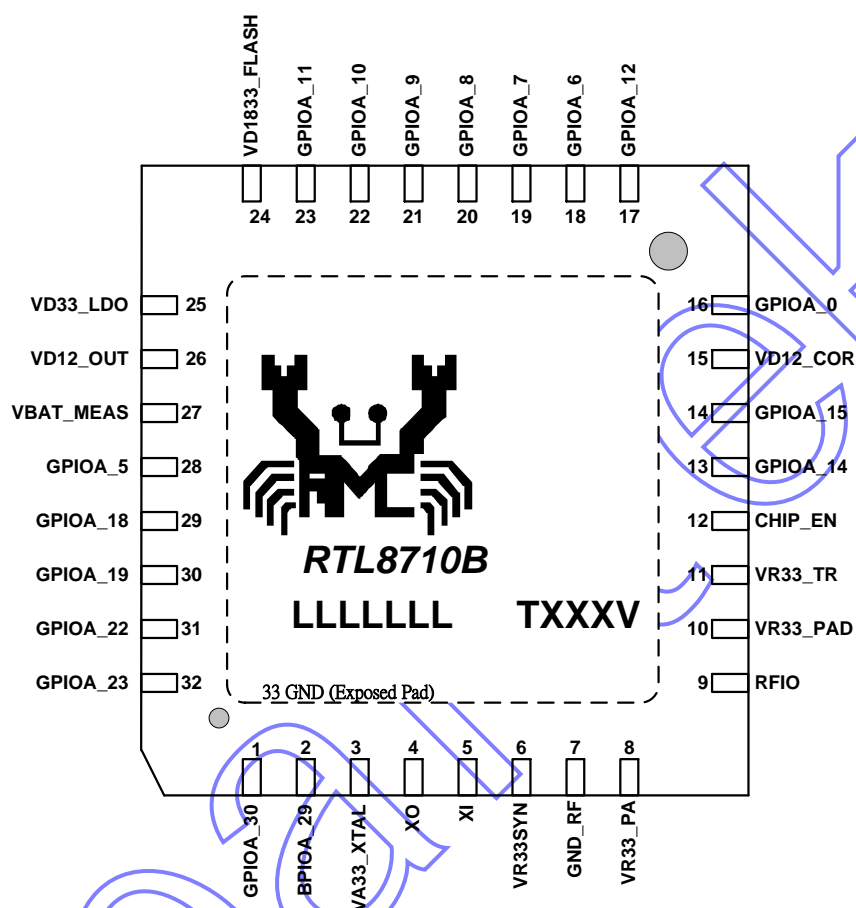 VD1833_FLASH
GPIOA_11
GPIOA_10
GPIOA_9
GPIOA_8
GPIOA_7
GPIOA_6
GPIOA_12
24 23 22 21 20 19 18 17
VD33_LDO 25 16 GPIOA_0
VD12_OUT 26 15 VD12_COR
VBAT_MEAS 27 14 GPIOA_15
GPIOA_5 28 13 GPIOA_14
GPIOA_18 29 12 CHIP_EN
AMC
GPIOA_19 30 RTL8710B 11 VR33_TR
GPIOA_22 31 LLLLLLL TXXXV 10 VR33_PAD
GPIOA_23 32 9 RFIO
33 GND (Exposed Pad)
1 2 3 4 5 6 7 8
GPIOA_30
BPIOA_29
VA33_XTAL
XO
XI
VR33SYN
GND_RF
VR33_PA